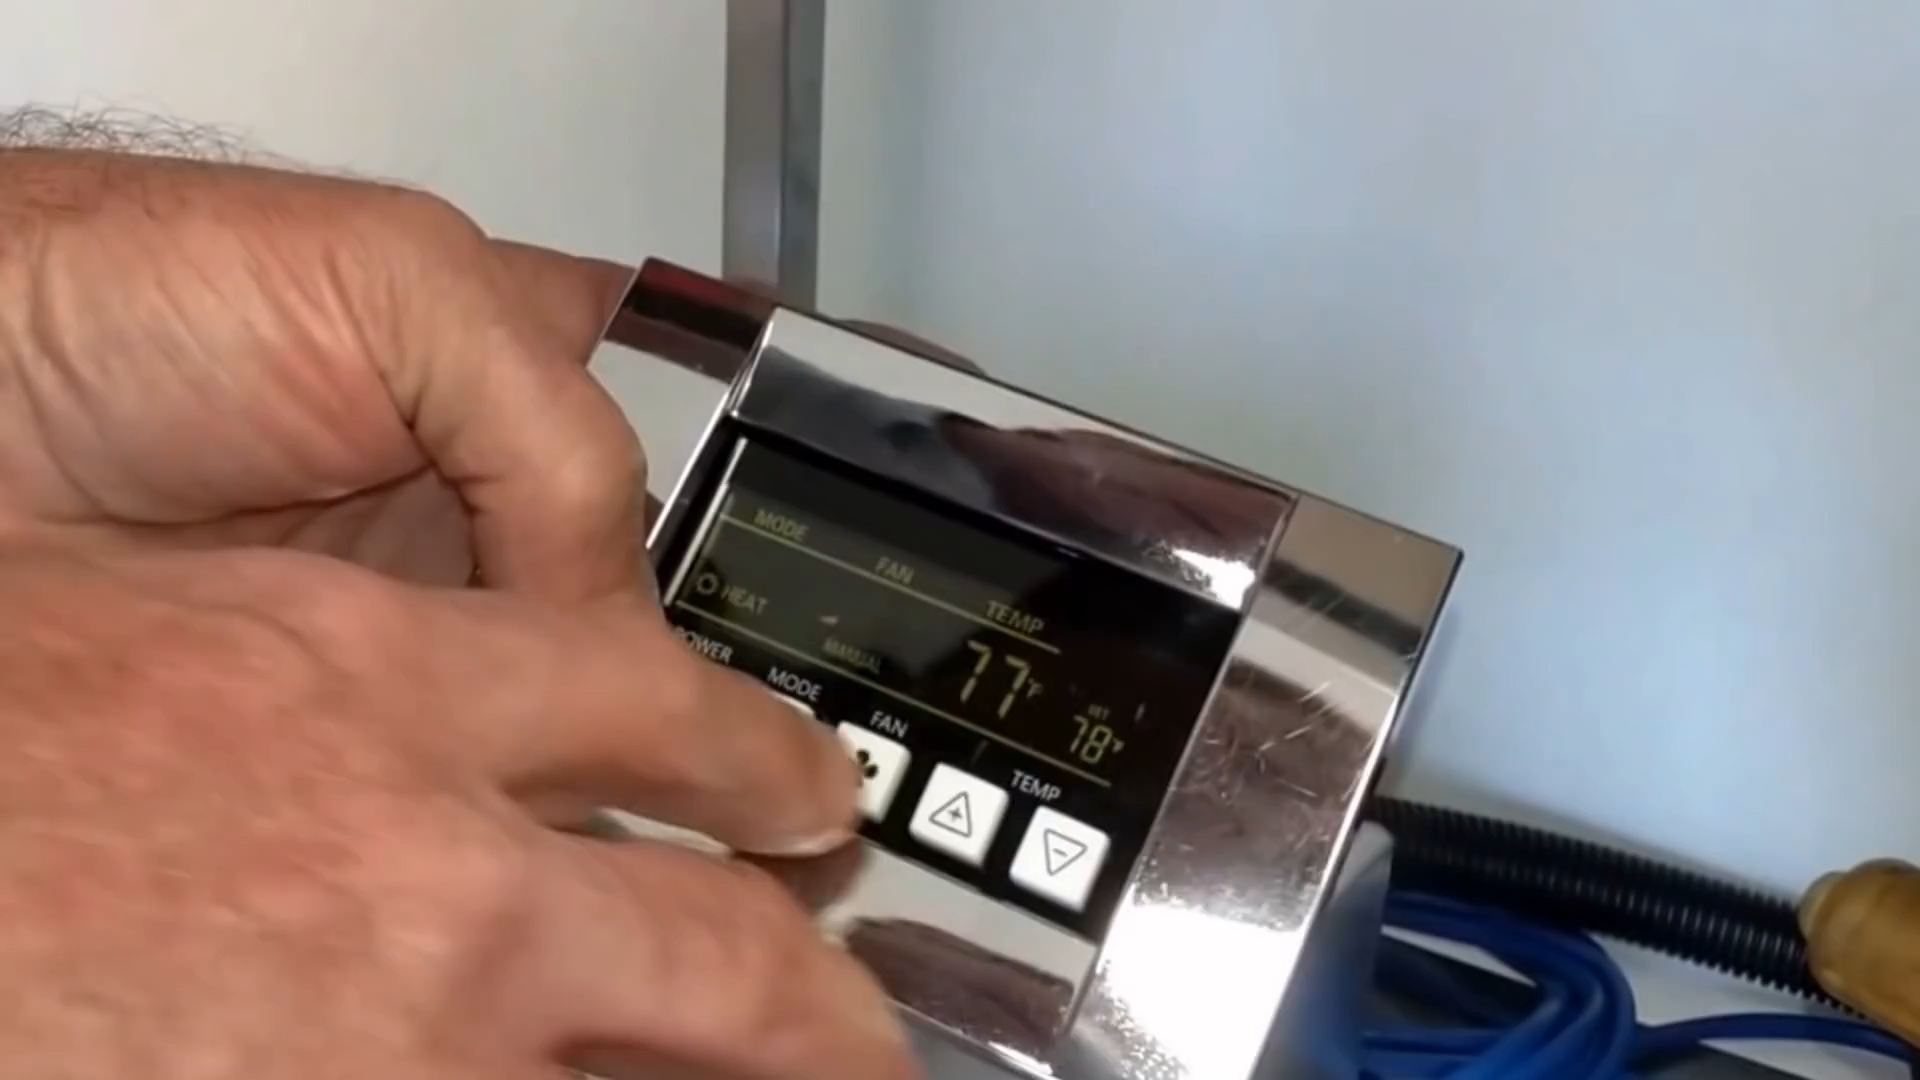 MODE FAN TEMP
HEAT MANUAL 77°F SET 78°F
POWER MODE FAN TEMP
+ -